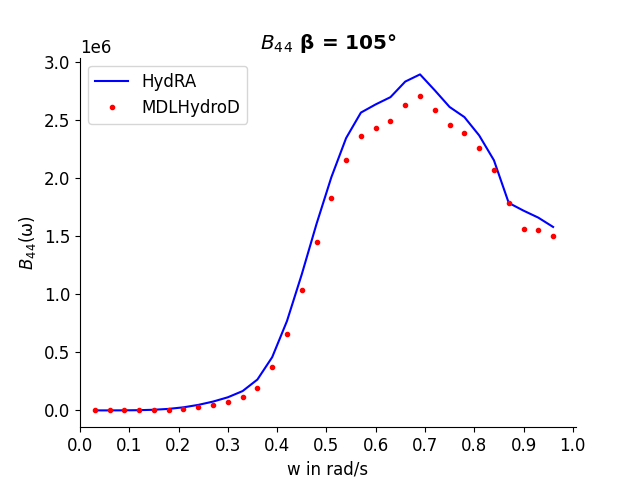 B₄₄ β = 105°
1e6
HydRA
MDLHydroD
3.0
2.5
2.0
1.5
1.0
0.5
0.0
B₄₄(ω)
0.0 0.1 0.2 0.3 0.4 0.5 0.6 0.7 0.8 0.9 1.0
w in rad/s